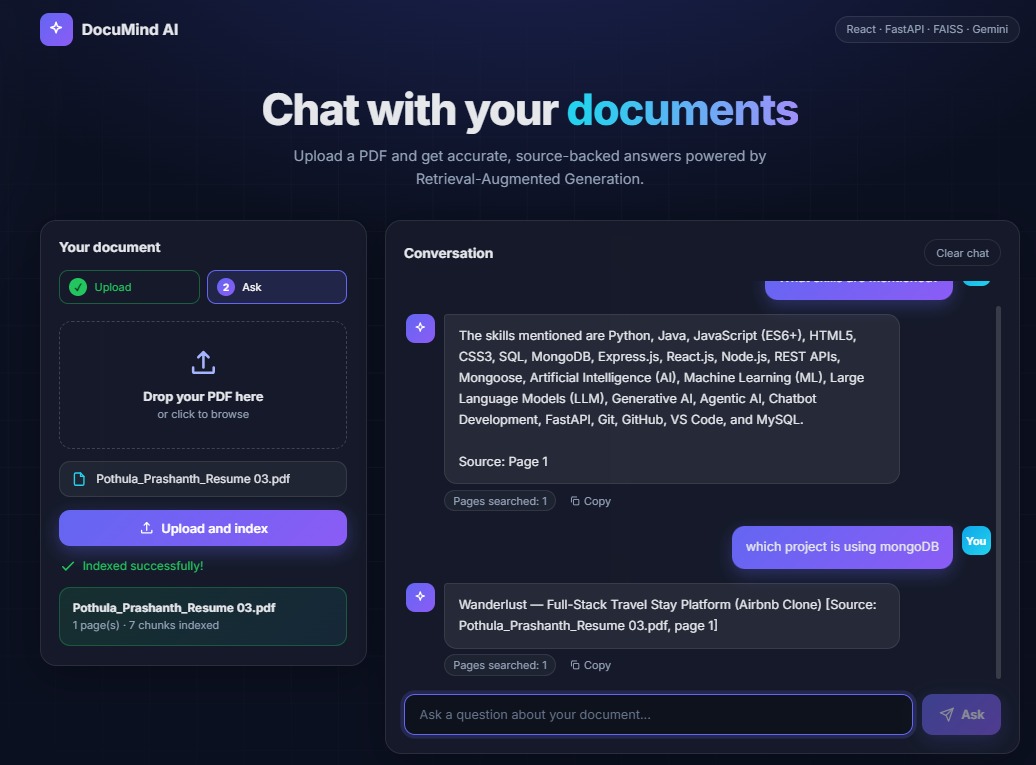 DocuMind AI
React · FastAPI · FAISS · Gemini
Chat with your documents
Upload a PDF and get accurate, source-backed answers powered by
Retrieval-Augmented Generation.
Your document
✓ Upload
2 Ask
Drop your PDF here
or click to browse
Pothula_Prashanth_Resume 03.pdf
Upload and index
Indexed successfully!
Pothula_Prashanth_Resume 03.pdf
1 page(s) · 7 chunks indexed
Conversation
Clear chat
The skills mentioned are Python, Java, JavaScript (ES6+), HTML5,
CSS3, SQL, MongoDB, Express.js, React.js, Node.js, REST APIs,
Mongoose, Artificial Intelligence (AI), Machine Learning (ML), Large
Language Models (LLM), Generative AI, Agentic AI, Chatbot
Development, FastAPI, Git, GitHub, VS Code, and MySQL.
Source: Page 1
Pages searched: 1
Copy
which project is using mongoDB
You
Wanderlust — Full-Stack Travel Stay Platform (Airbnb Clone) [Source:
Pothula_Prashanth_Resume 03.pdf, page 1]
Pages searched: 1
Copy
Ask a question about your document...
Ask